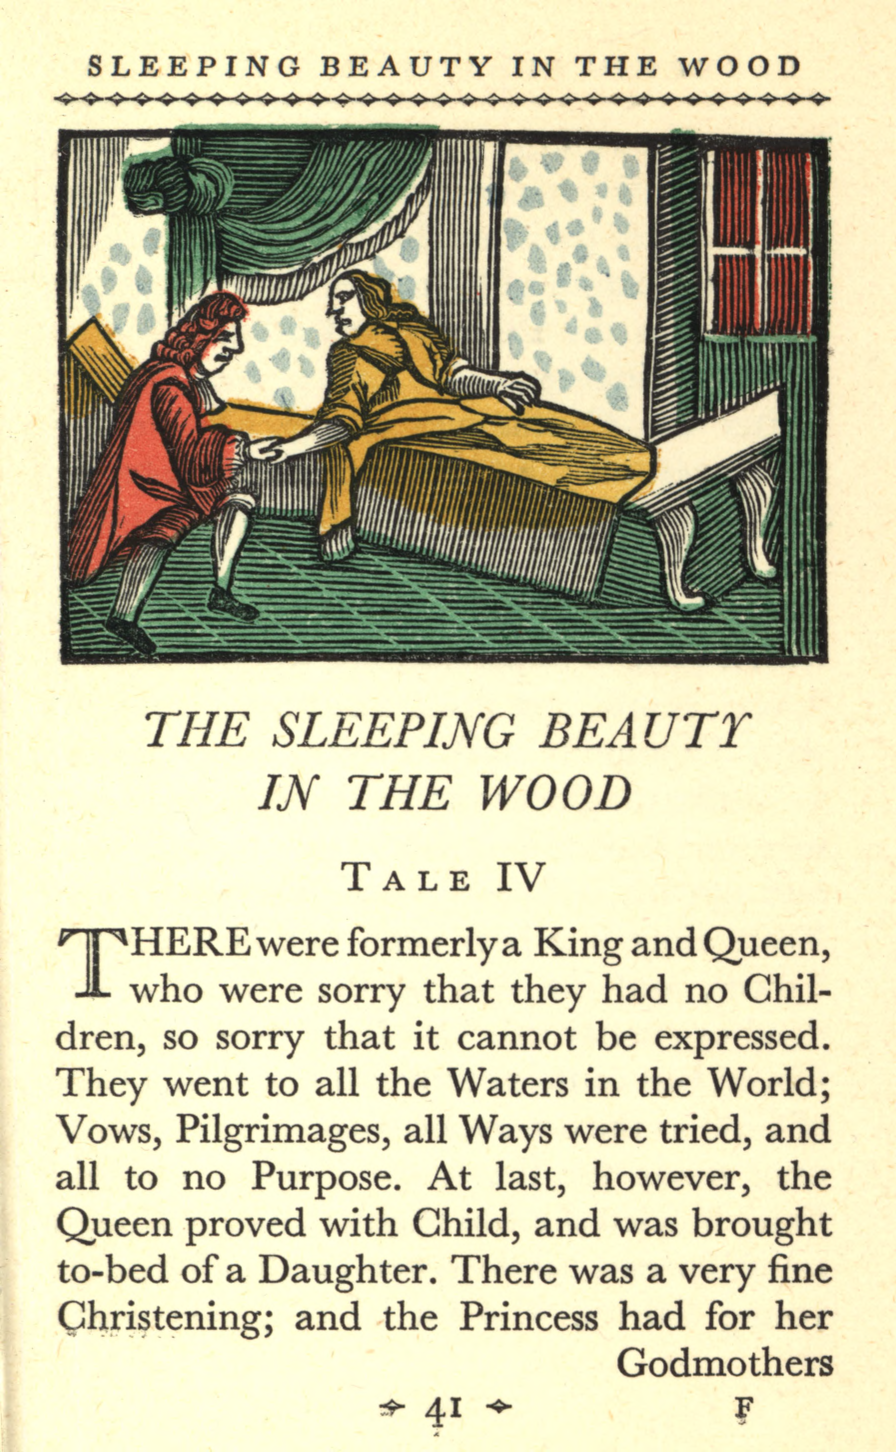 SLEEPING BEAUTY IN THE WOOD
THE SLEEPING BEAUTY
IN THE WOOD
TALE IV
THERE were formerly a King and Queen,
who were sorry that they had no Chil-
dren, so sorry that it cannot be expressed.
They went to all the Waters in the World;
Vows, Pilgrimages, all Ways were tried, and
all to no Purpose. At last, however, the
Queen proved with Child, and was brought
to-bed of a Daughter. There was a very fine
Christening; and the Princess had for her
Godmothers
41 F